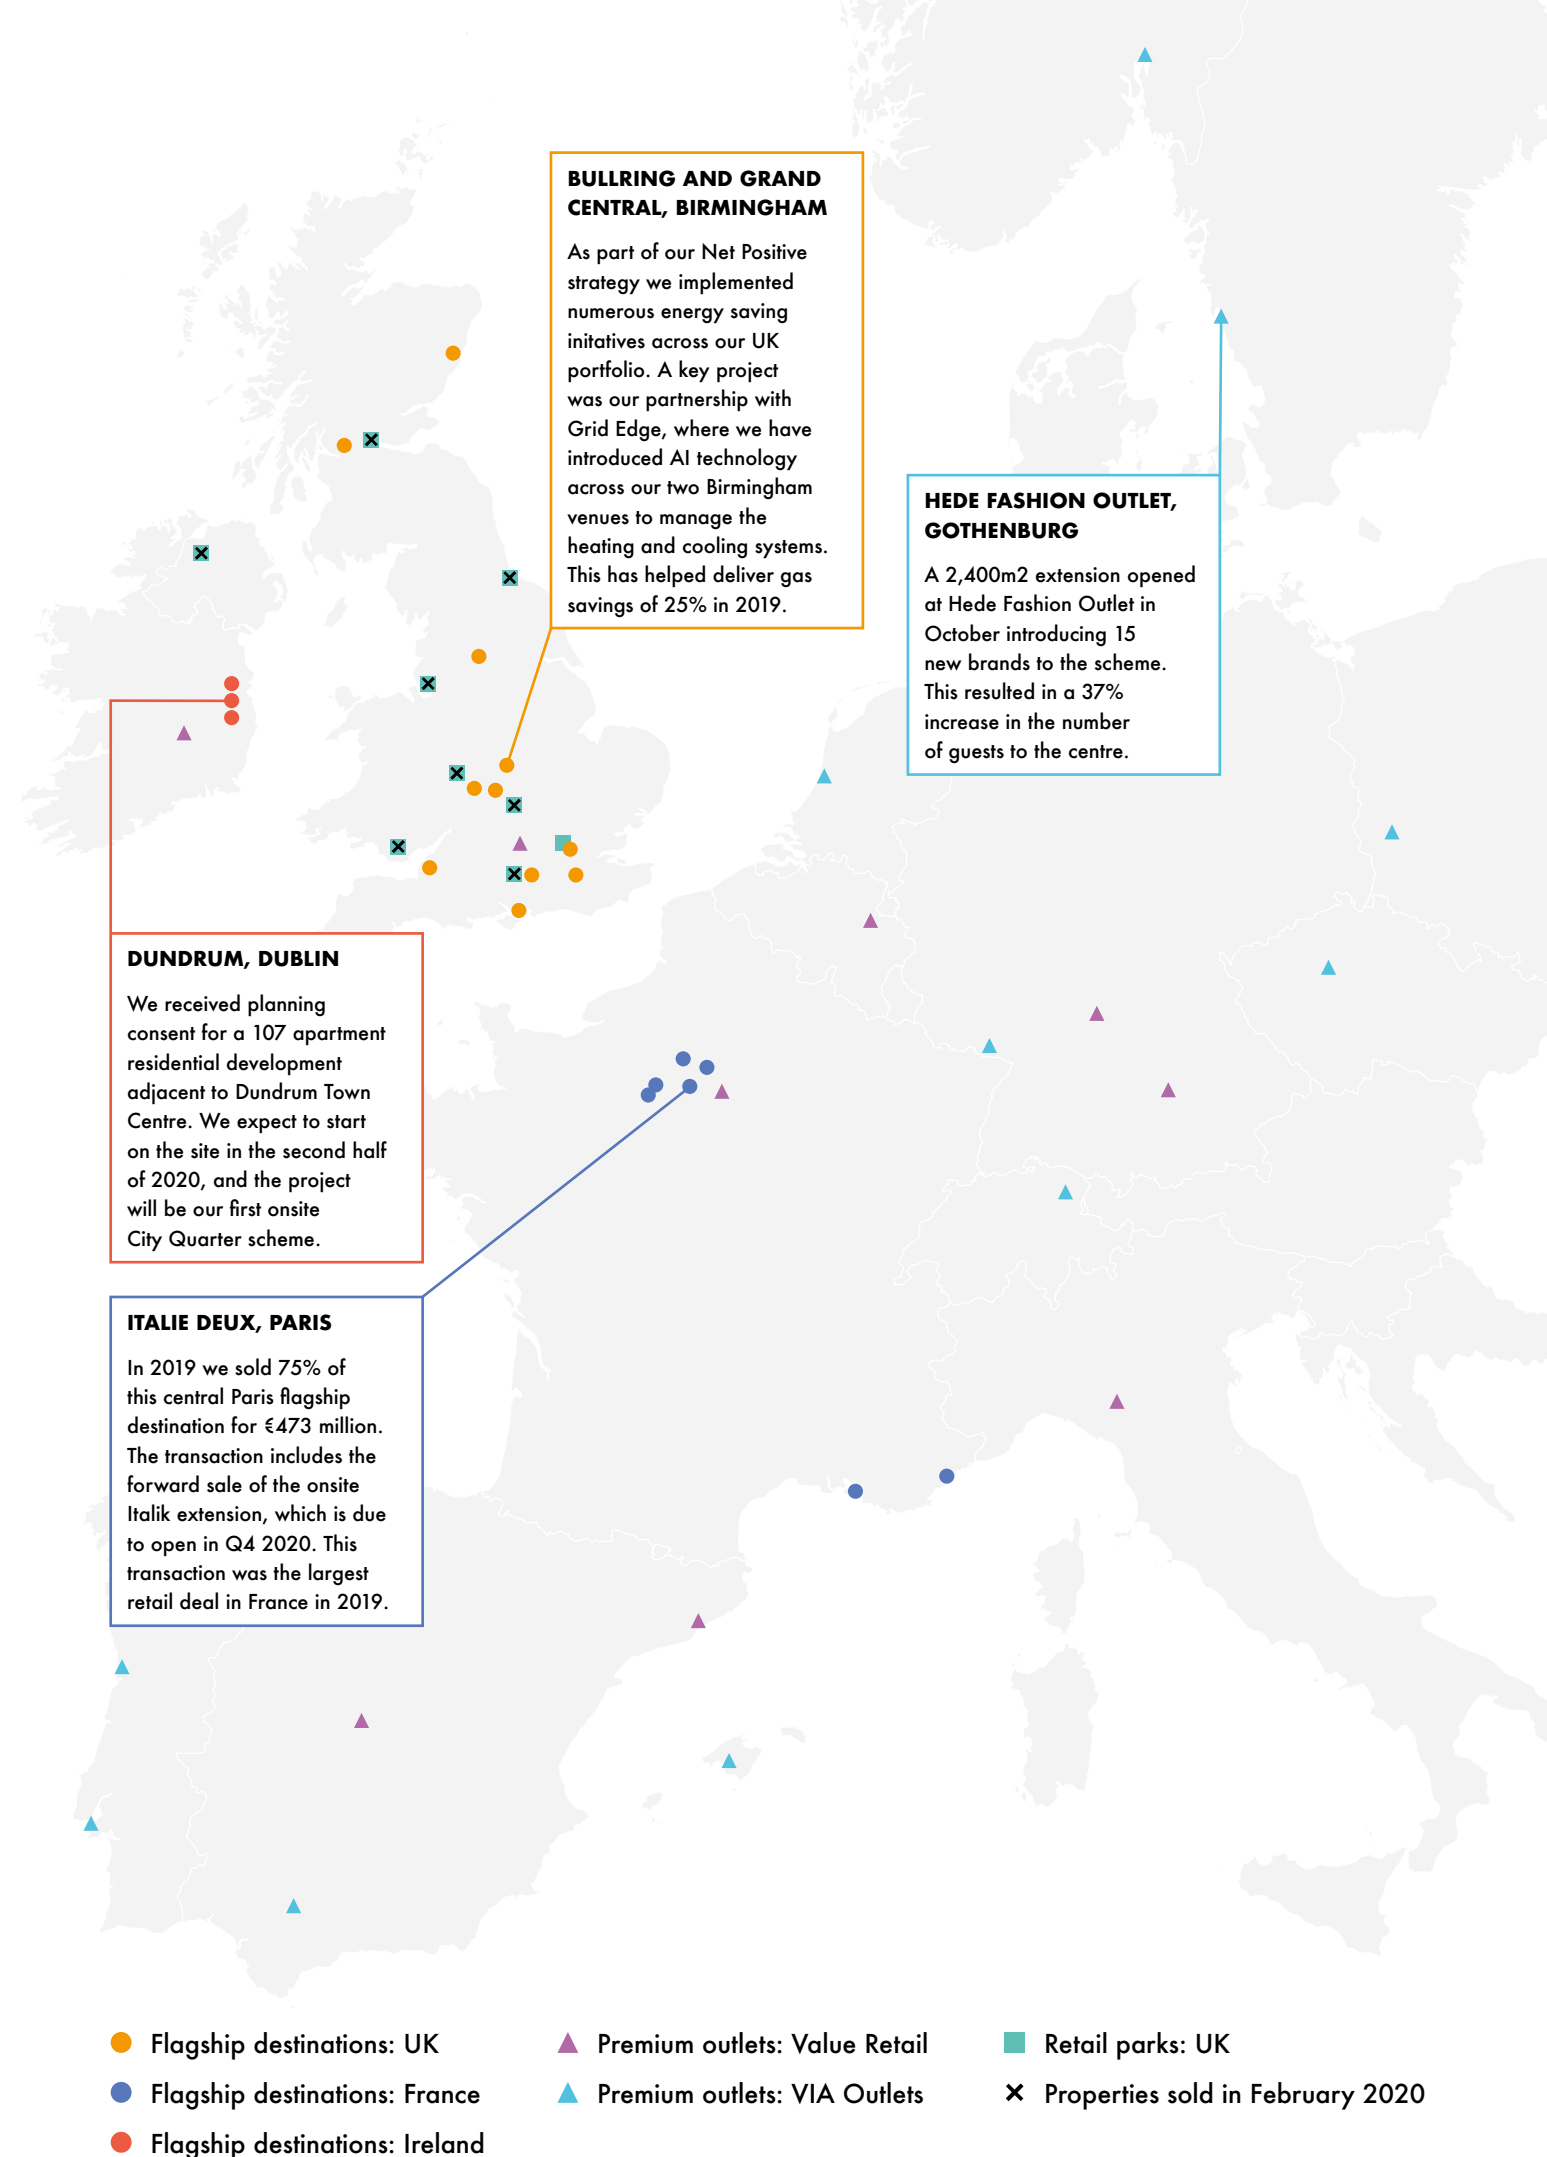 BULLRING AND GRAND
CENTRAL, BIRMINGHAM
As part of our Net Positive
strategy we implemented
numerous energy saving
initatives across our UK
portfolio. A key project
was our partnership with
Grid Edge, where we have
introduced AI technology
across our two Birmingham
venues to manage the
heating and cooling systems.
This has helped deliver gas
savings of 25% in 2019.
HEDE FASHION OUTLET,
GOTHENBURG
A 2,400m2 extension opened
at Hede Fashion Outlet in
October introducing 15
new brands to the scheme.
This resulted in a 37%
increase in the number
of guests to the centre.
DUNDRUM, DUBLIN
We received planning
consent for a 107 apartment
residential development
adjacent to Dundrum Town
Centre. We expect to start
on the site in the second half
of 2020, and the project
will be our first onsite
City Quarter scheme.
ITALIE DEUX, PARIS
In 2019 we sold 75% of
this central Paris flagship
destination for €473 million.
The transaction includes the
forward sale of the onsite
Italik extension, which is due
to open in Q4 2020. This
transaction was the largest
retail deal in France in 2019.
Flagship destinations: UK
Flagship destinations: France
Flagship destinations: Ireland
Premium outlets: Value Retail
Premium outlets: VIA Outlets
Retail parks: UK
Properties sold in February 2020